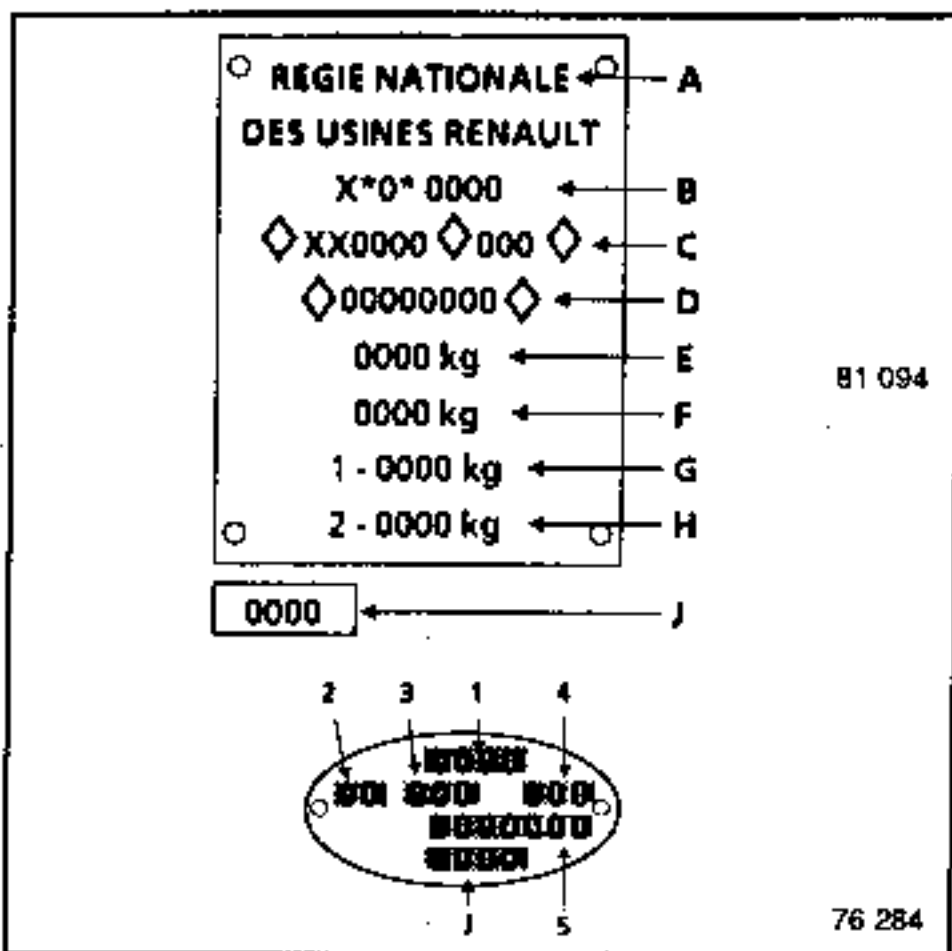 REGIE NATIONALE A
DES USINES RENAULT
X*0* 0000 B
◇XX0000◇000◇ C
◇00000000◇ D
0000 kg E
81 094
0000 kg F
1 - 0000 kg G
2 - 0000 kg H
0000 J
2 3 1 4
J 5
76 284